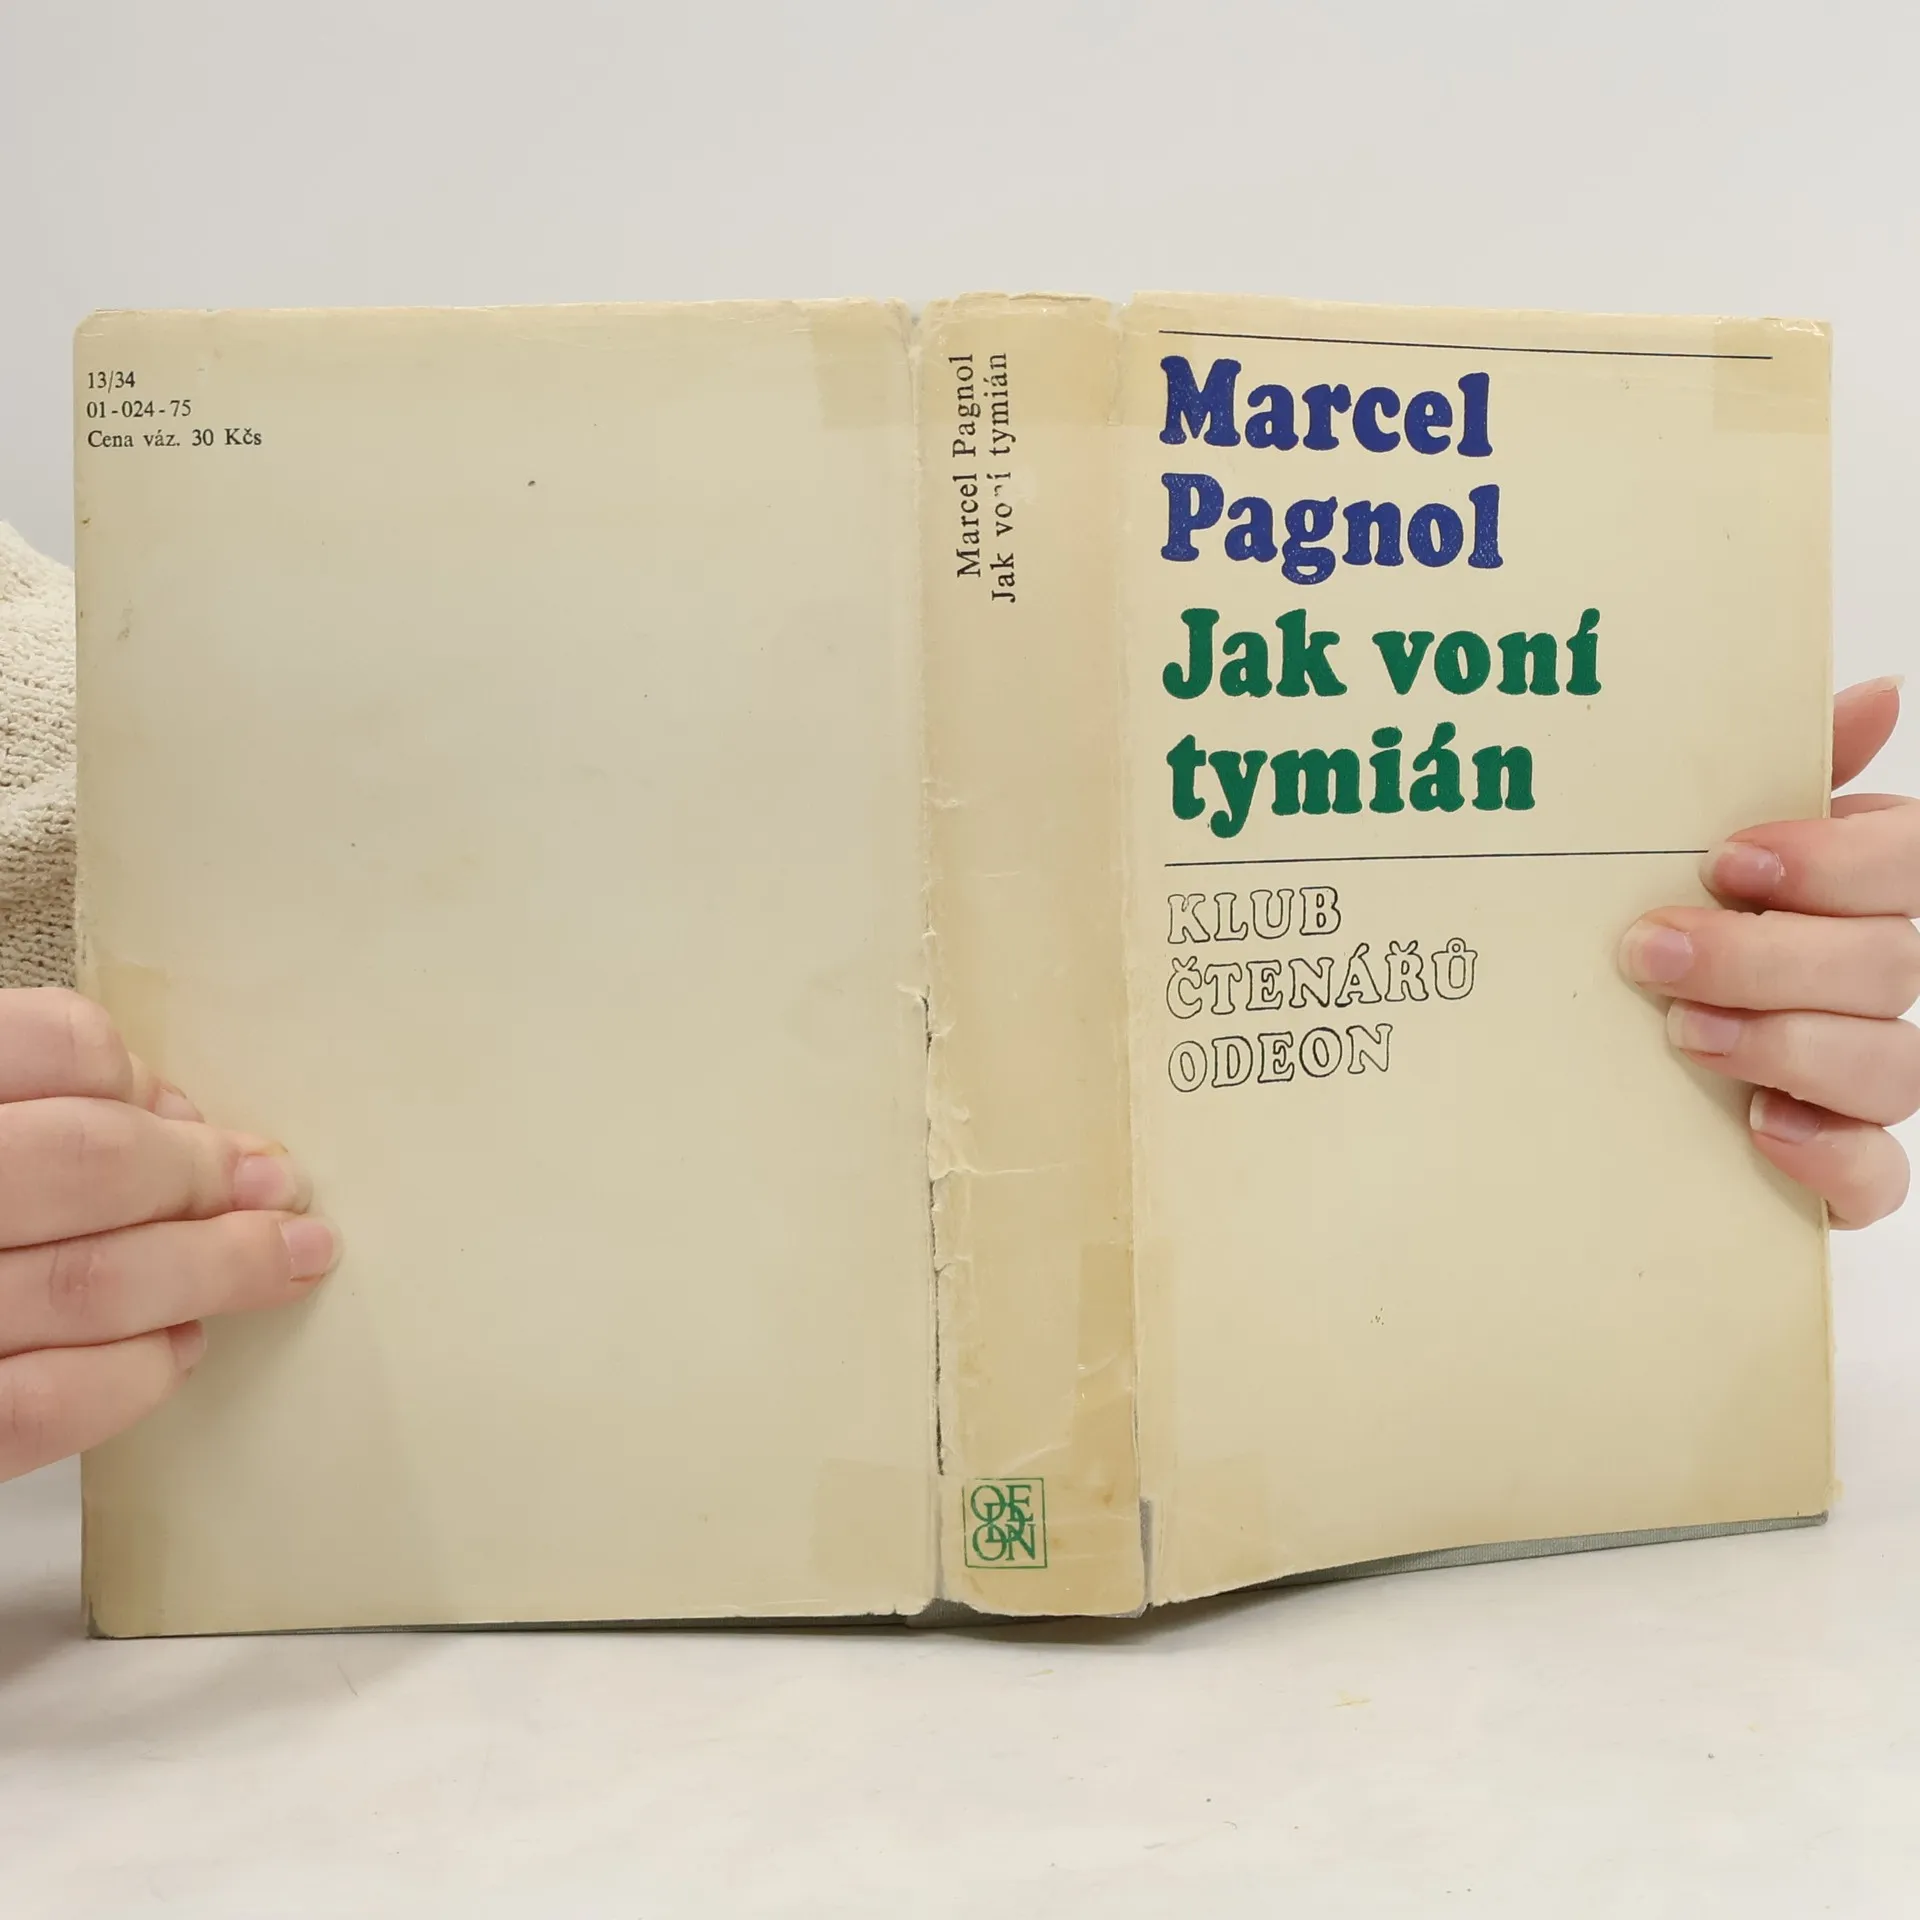 13/34
01-024-75
Cena váz. 30 Kčs
Marcel Pagnol
Jak voní tymián
ODEON
Marcel
Pagnol
Jak voní
tymián
KLUB
ČTENÁŘŮ
ODEON